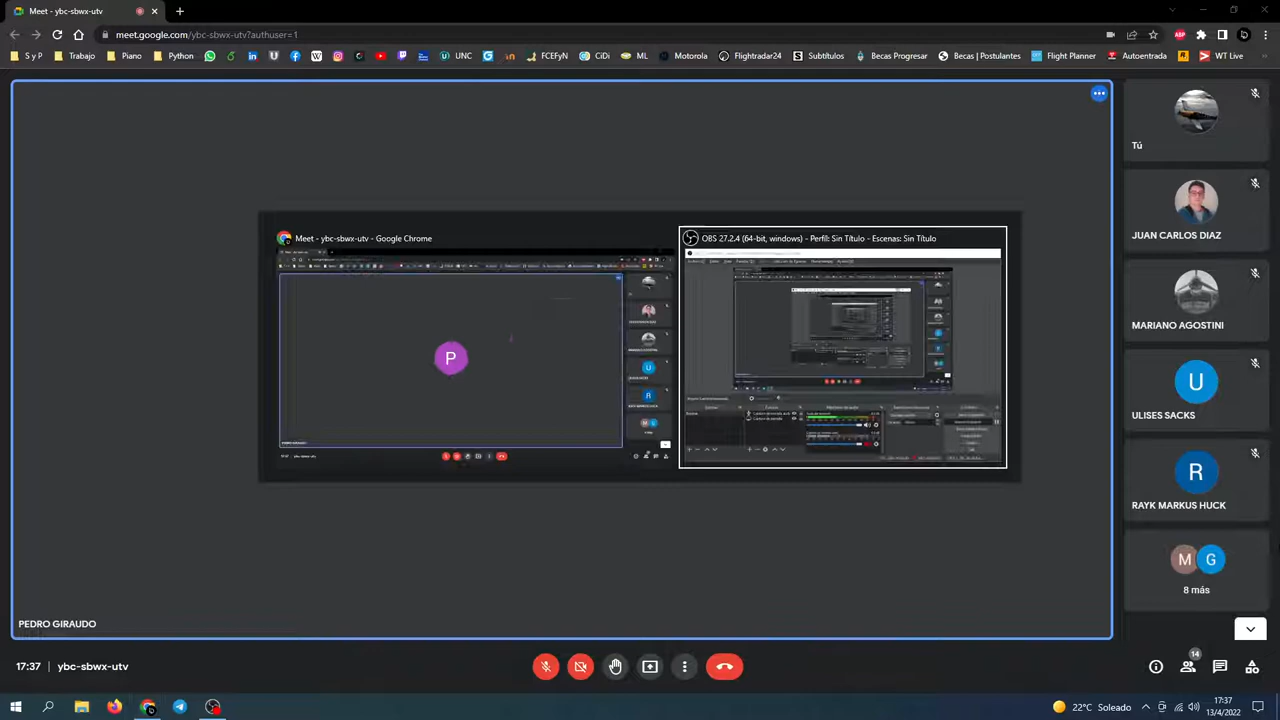 Meet - ybc-sbwx-utv
meet.google.com/ybc-sbwx-utv?authuser=1
S y P
Trabajo
Piano
Python
UNC
FCEFyN
CiDi
ML
Motorola
Flightradar24
Subtítulos
Becas Progresar
Becas | Postulantes
Flight Planner
Autoentrada
WT Live
Tú
JUAN CARLOS DIAZ
MARIANO AGOSTINI
U
ULISES SACKS
R
RAYK MARKUS HUCK
M G
8 más
Meet - ybc-sbwx-utv - Google Chrome
P
OBS 27.2.4 (64-bit, windows) - Perfil: Sin Título - Escenas: Sin Título
PEDRO GIRAUDO
17:37 | ybc-sbwx-utv
14
22°C Soleado
17:37
13/4/2022